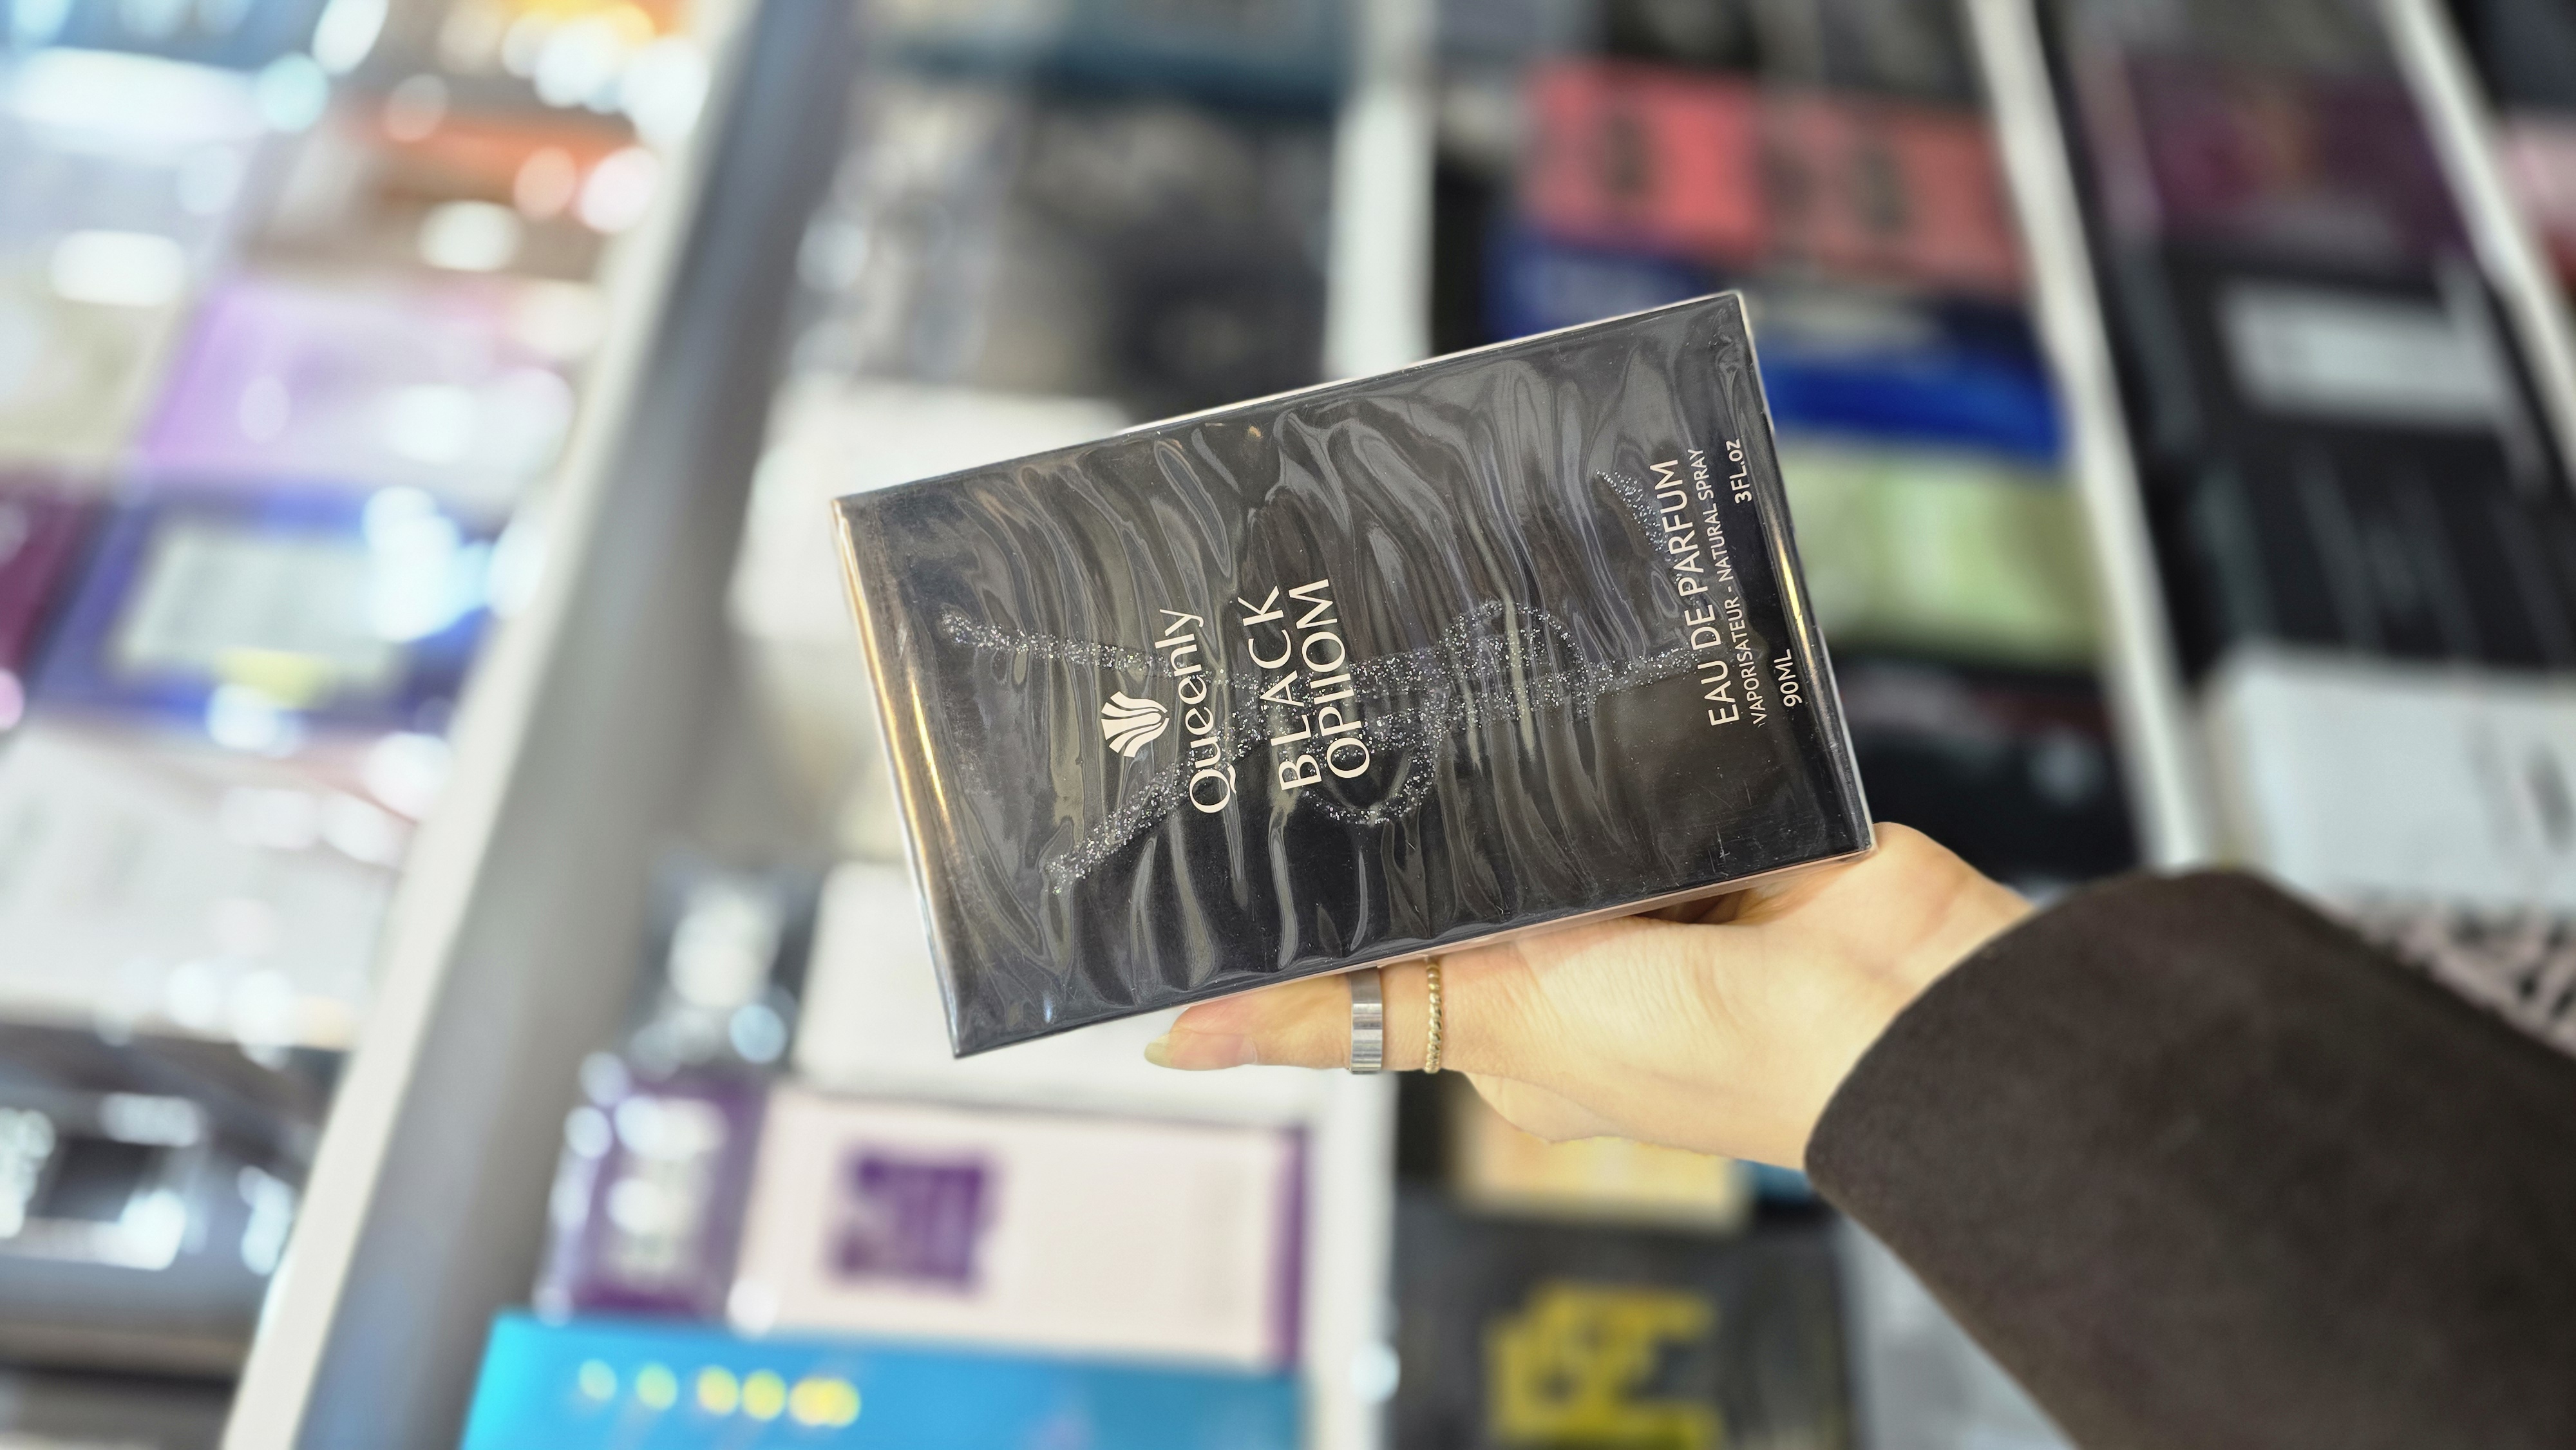 Queenly
BLACK
OPIIOM
EAU DE PARFUM
VAPORISATEUR - NATURAL SPRAY
90ML
3FL.OZ